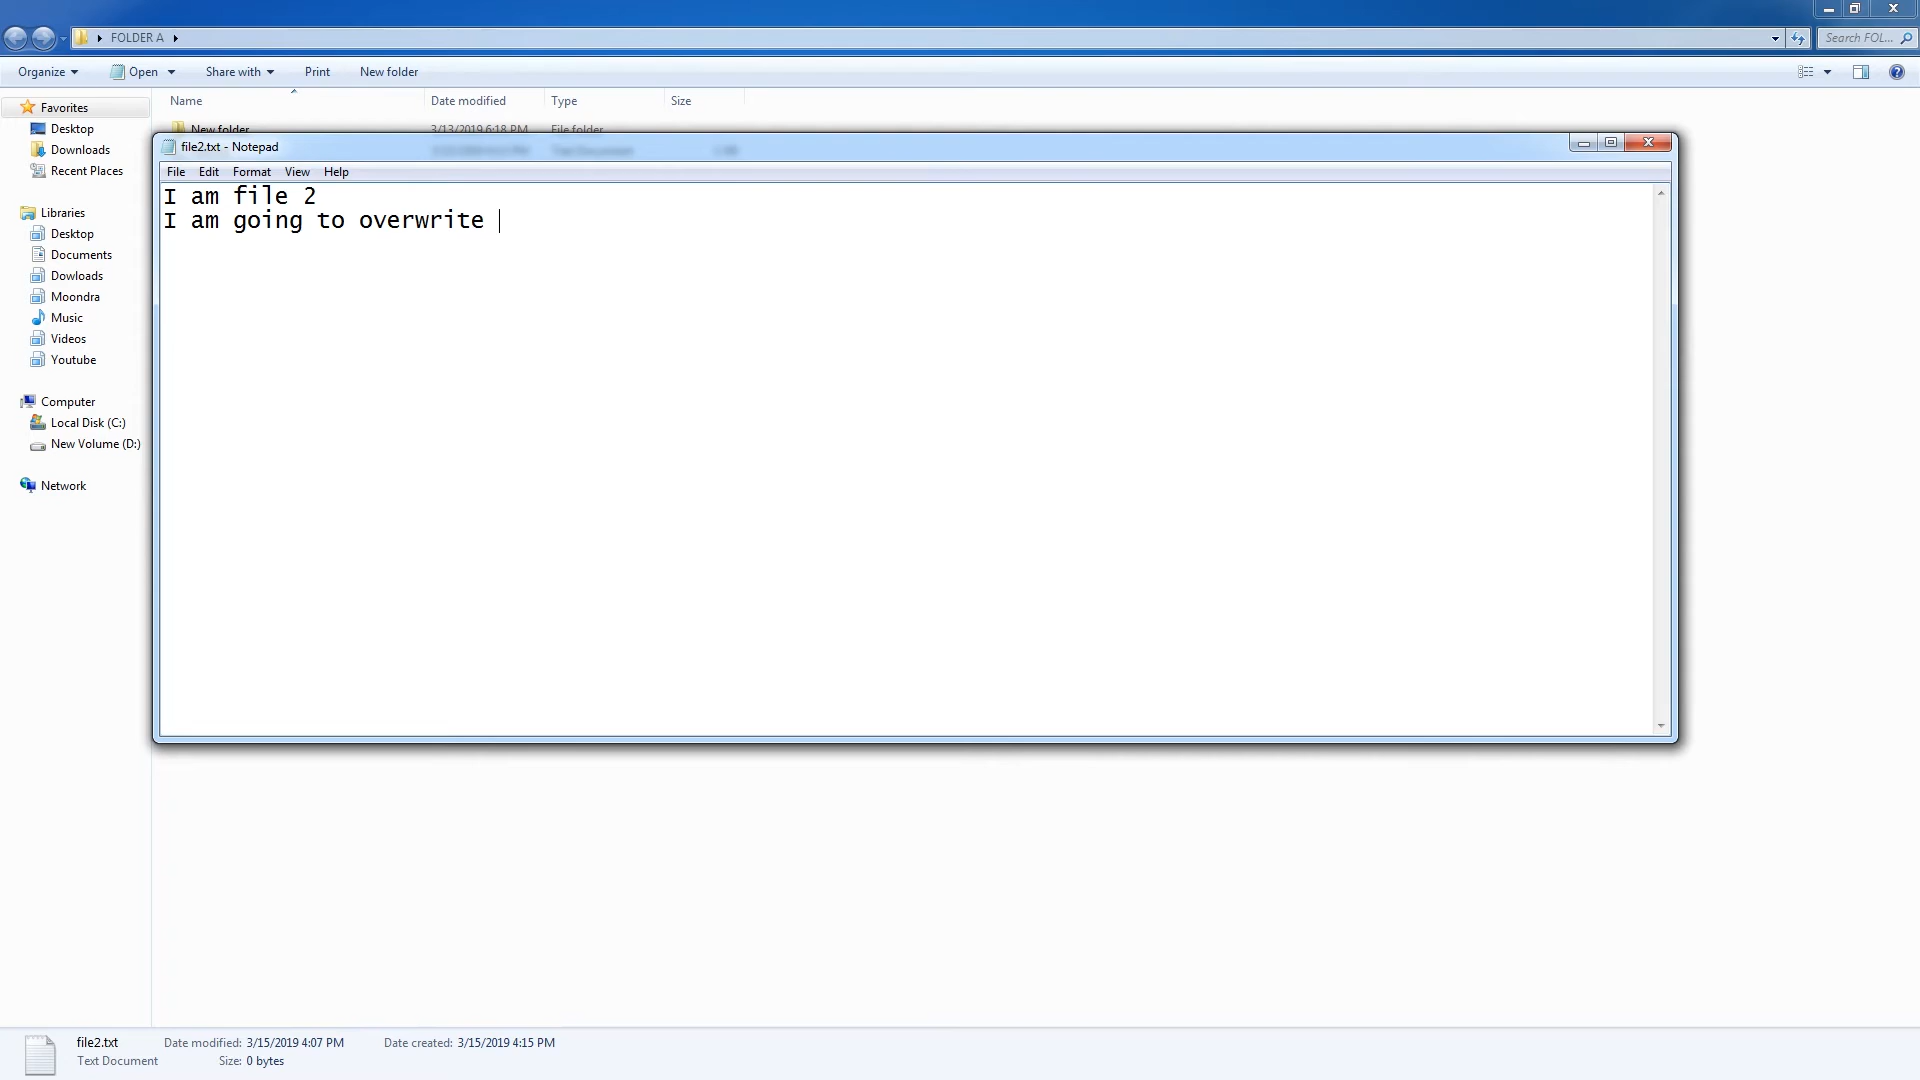 FOLDER A
Search FOL...
Organize
Open
Share with
Print
New folder
Name
Date modified
Type
Size
Favorites
Desktop
Downloads
Recent Places
Libraries
Desktop
Documents
Dowloads
Moondra
Music
Videos
Youtube
Computer
Local Disk (C:)
New Volume (D:)
Network
New folder 3/13/2019 6:18 PM File folder
file2.txt - Notepad
File Edit Format View Help
I am file 2
I am going to overwrite
file2.txt Date modified: 3/15/2019 4:07 PM Date created: 3/15/2019 4:15 PM
Text Document Size: 0 bytes